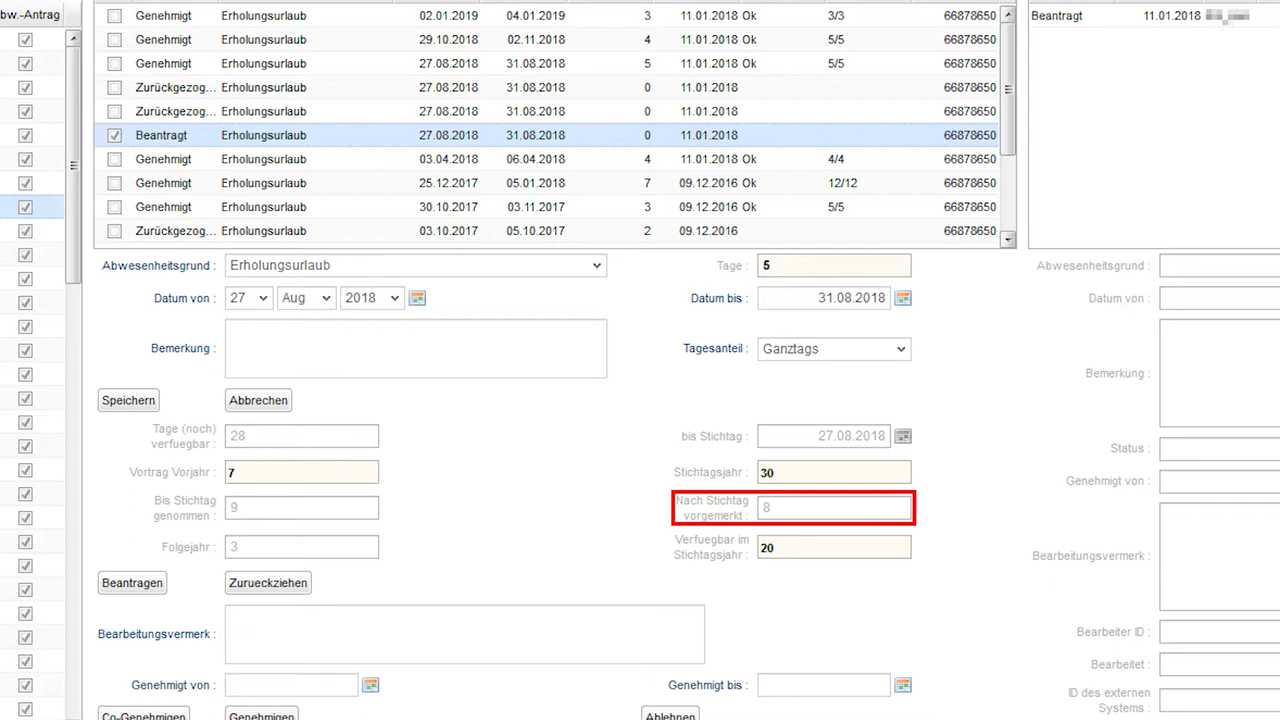 bw.-Antrag
Genehmigt Erholungsurlaub 02.01.2019 04.01.2019 3 11.01.2018 Ok 3/3 66878650
Genehmigt Erholungsurlaub 29.10.2018 02.11.2018 4 11.01.2018 Ok 5/5 66878650
Genehmigt Erholungsurlaub 27.08.2018 31.08.2018 5 11.01.2018 Ok 5/5 66878650
Zurückgezog... Erholungsurlaub 27.08.2018 31.08.2018 0 11.01.2018 66878650
Zurückgezog... Erholungsurlaub 27.08.2018 31.08.2018 0 11.01.2018 66878650
Beantragt Erholungsurlaub 27.08.2018 31.08.2018 0 11.01.2018 66878650
Genehmigt Erholungsurlaub 03.04.2018 06.04.2018 4 11.01.2018 Ok 4/4 66878650
Genehmigt Erholungsurlaub 25.12.2017 05.01.2018 7 09.12.2016 Ok 12/12 66878650
Genehmigt Erholungsurlaub 30.10.2017 03.11.2017 3 09.12.2016 Ok 5/5 66878650
Zurückgezog... Erholungsurlaub 03.10.2017 05.10.2017 2 09.12.2016 66878650
Beantragt 11.01.2018
Abwesenheitsgrund : Erholungsurlaub Tage : 5
Datum von : 27 Aug 2018 Datum bis : 31.08.2018
Bemerkung : Tagesanteil : Ganztags
Speichern Abbrechen
Tage (noch)
verfuegbar : 28 bis Stichtag : 27.08.2018
Vortrag Vorjahr : 7 Stichtagsjahr : 30
Bis Stichtag
genommen : 9
Nach Stichtag
vorgemerkt : 8
Folgejahr : 3
Verfuegbar im
Stichtagsjahr : 20
Beantragen Zurueckziehen
Bearbeitungsvermerk :
Genehmigt von : Genehmigt bis :
Co-Genehmigen Genehmigen Ablehnen
Abwesenheitsgrund :
Datum von :
Bemerkung :
Status :
Genehmigt von :
Bearbeitungsvermerk :
Bearbeiter ID :
Bearbeitet :
ID des externen
Systems :